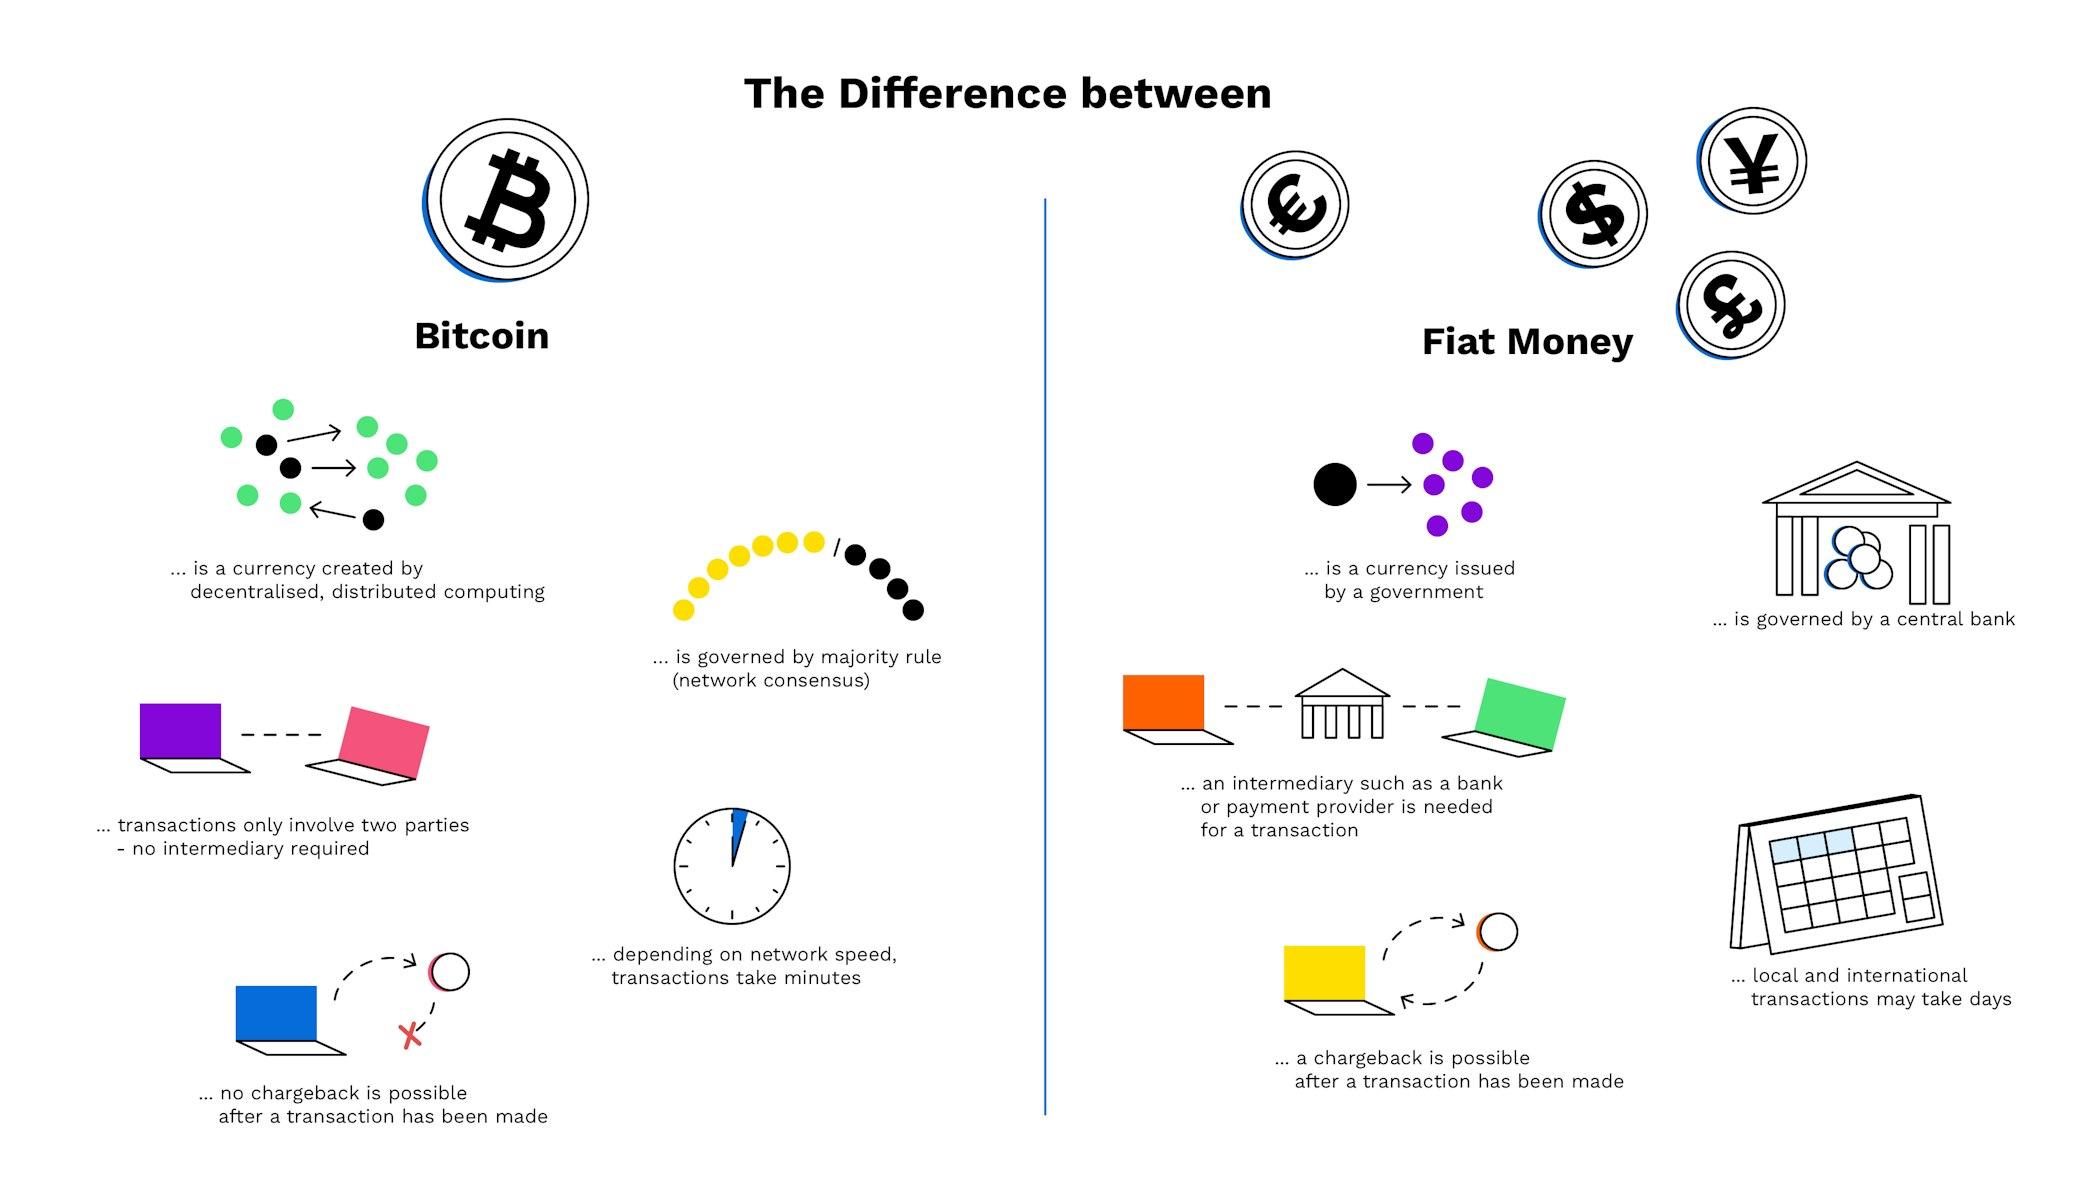 The Difference between
Bitcoin
... is a currency created by
decentralised, distributed computing
... is governed by majority rule
(network consensus)
... transactions only involve two parties
- no intermediary required
... depending on network speed,
transactions take minutes
... no chargeback is possible
after a transaction has been made
€
$
¥
£
Fiat Money
... is a currency issued
by a government
... is governed by a central bank
... an intermediary such as a bank
or payment provider is needed
for a transaction
... local and international
transactions may take days
... a chargeback is possible
after a transaction has been made